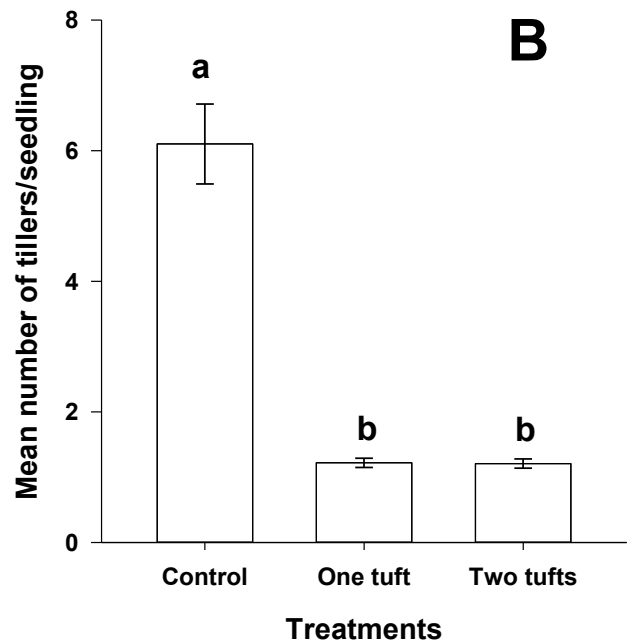 B
8
6
4
2
0
Mean number of tillers/seedling
a
b
b
Control
One tuft
Two tufts
Treatments